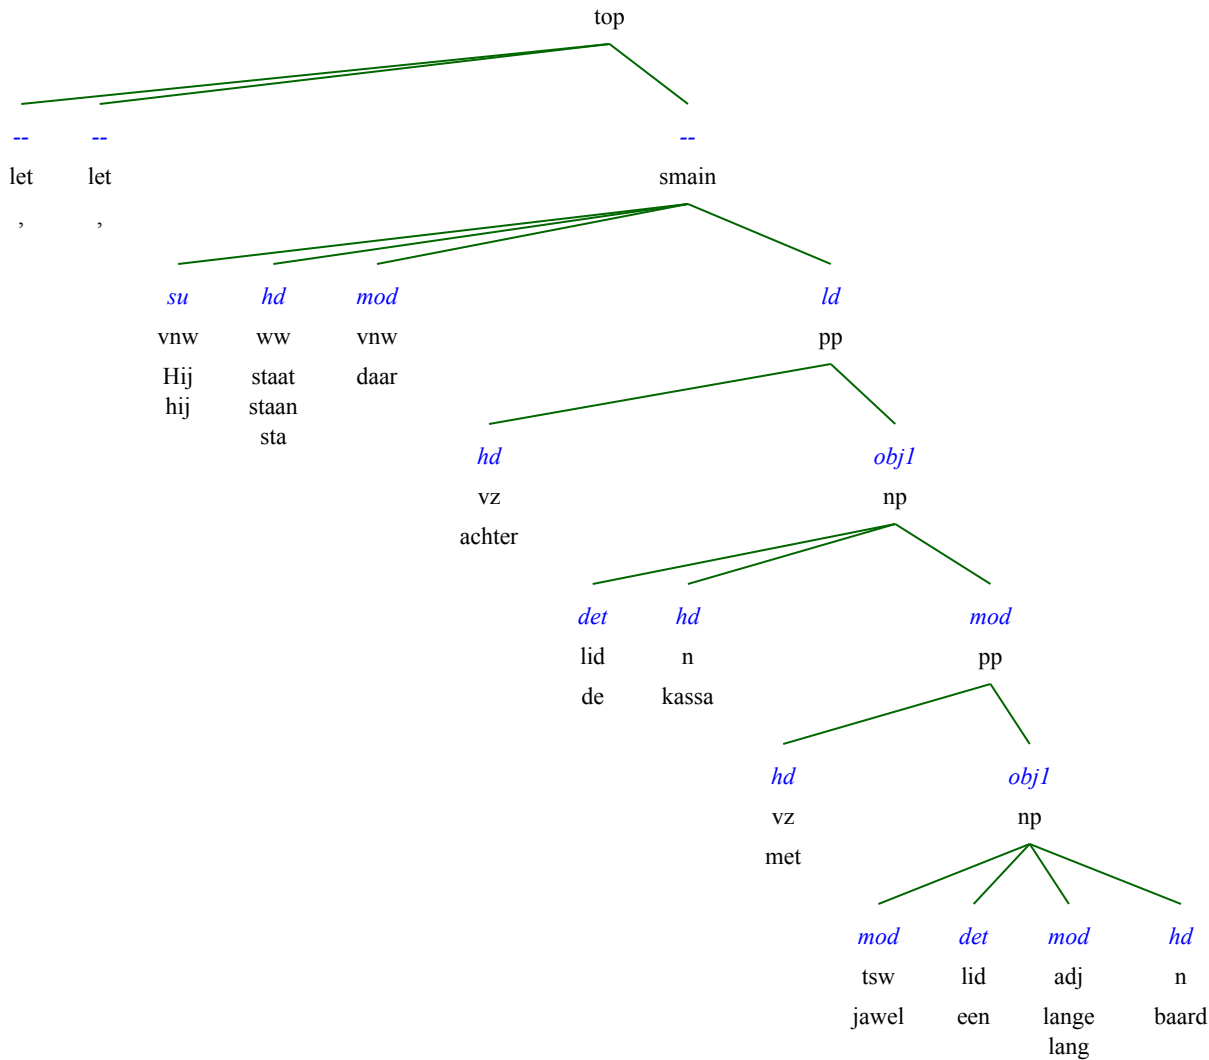 top
-- -- --
let let smain
, ,
su hd mod ld
vnw ww vnw pp
Hij staat daar
hij staan
sta
hd obj1
vz np
achter
det hd mod
lid n pp
de kassa
hd obj1
vz np
met
mod det mod hd
tsw lid adj n
jawel een lange baard
lang